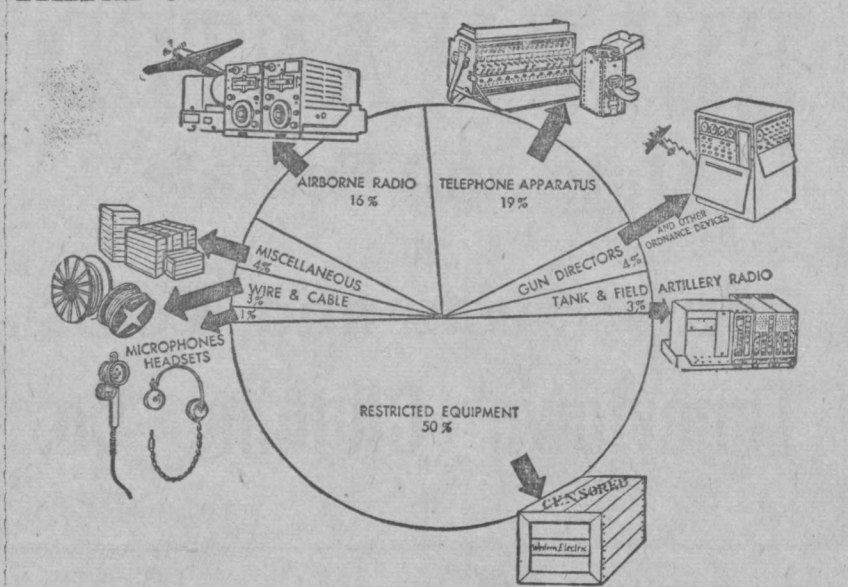 AIRBORNE RADIO
16%
TELEPHONE APPARATUS
19%
AND OTHER
ORDNANCE DEVICES
GUN DIRECTORS
4%
TANK & FIELD ARTILLERY RADIO
3%
MISCELLANEOUS
4%
WIRE & CABLE
3%
1%
MICROPHONES
HEADSETS
RESTRICTED EQUIPMENT
50%
CENSORED
Western Electric